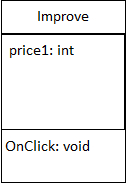 Improve
price1: int
OnClick: void